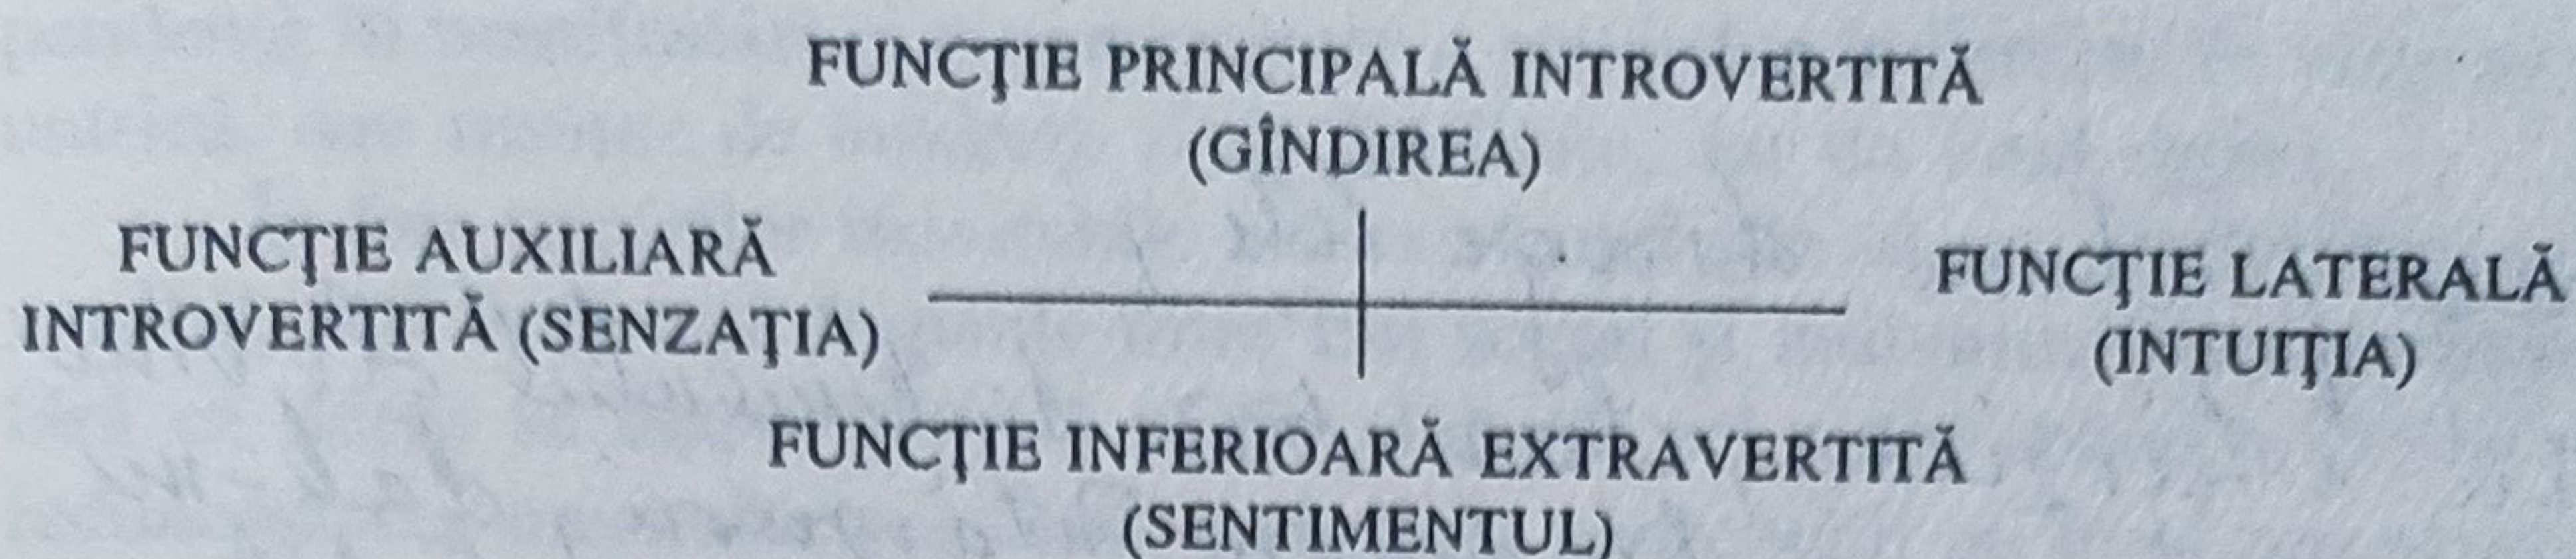 FUNCŢIE PRINCIPALĂ INTROVERTITĂ
(GÎNDIREA)
FUNCŢIE AUXILIARĂ
INTROVERTITĂ (SENZAŢIA)
FUNCŢIE LATERALĂ
(INTUIŢIA)
FUNCŢIE INFERIOARĂ EXTRAVERTITĂ
(SENTIMENTUL)